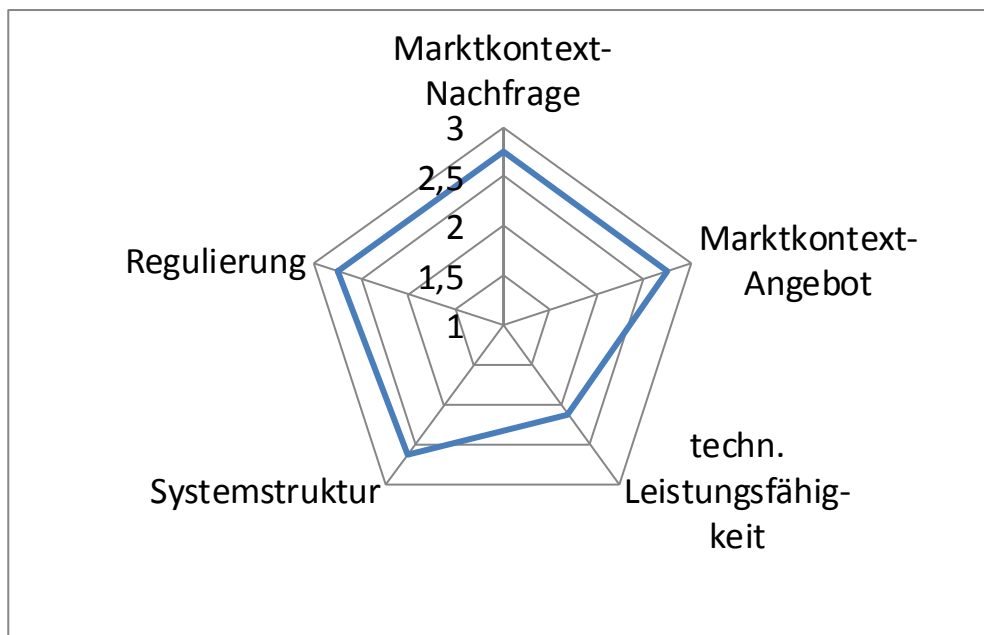 Marktkontext-
Nachfrage
3
2,5
2
1,5
1
Marktkontext-
Angebot
techn.
Leistungsfähig-
keit
Systemstruktur
Regulierung